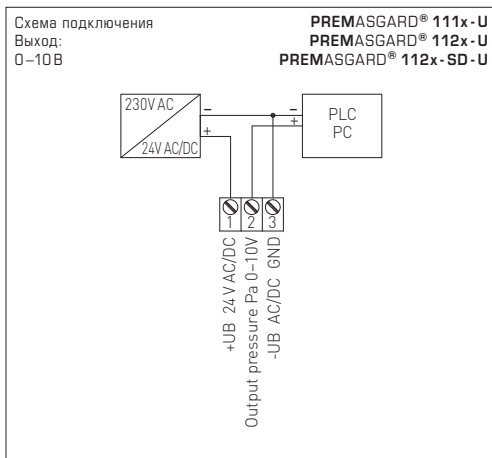 Схема подключения
Выход:
0–10 В
PREMASGARD® 111x-U
PREMASGARD® 112x-U
PREMASGARD® 112x-SD-U
230V AC
24V AC/DC
–
+
–
+
PLC
PC
1
2
3
+UB 24 V AC/DC
Output pressure Pa 0–10V
-UB AC/DC GND